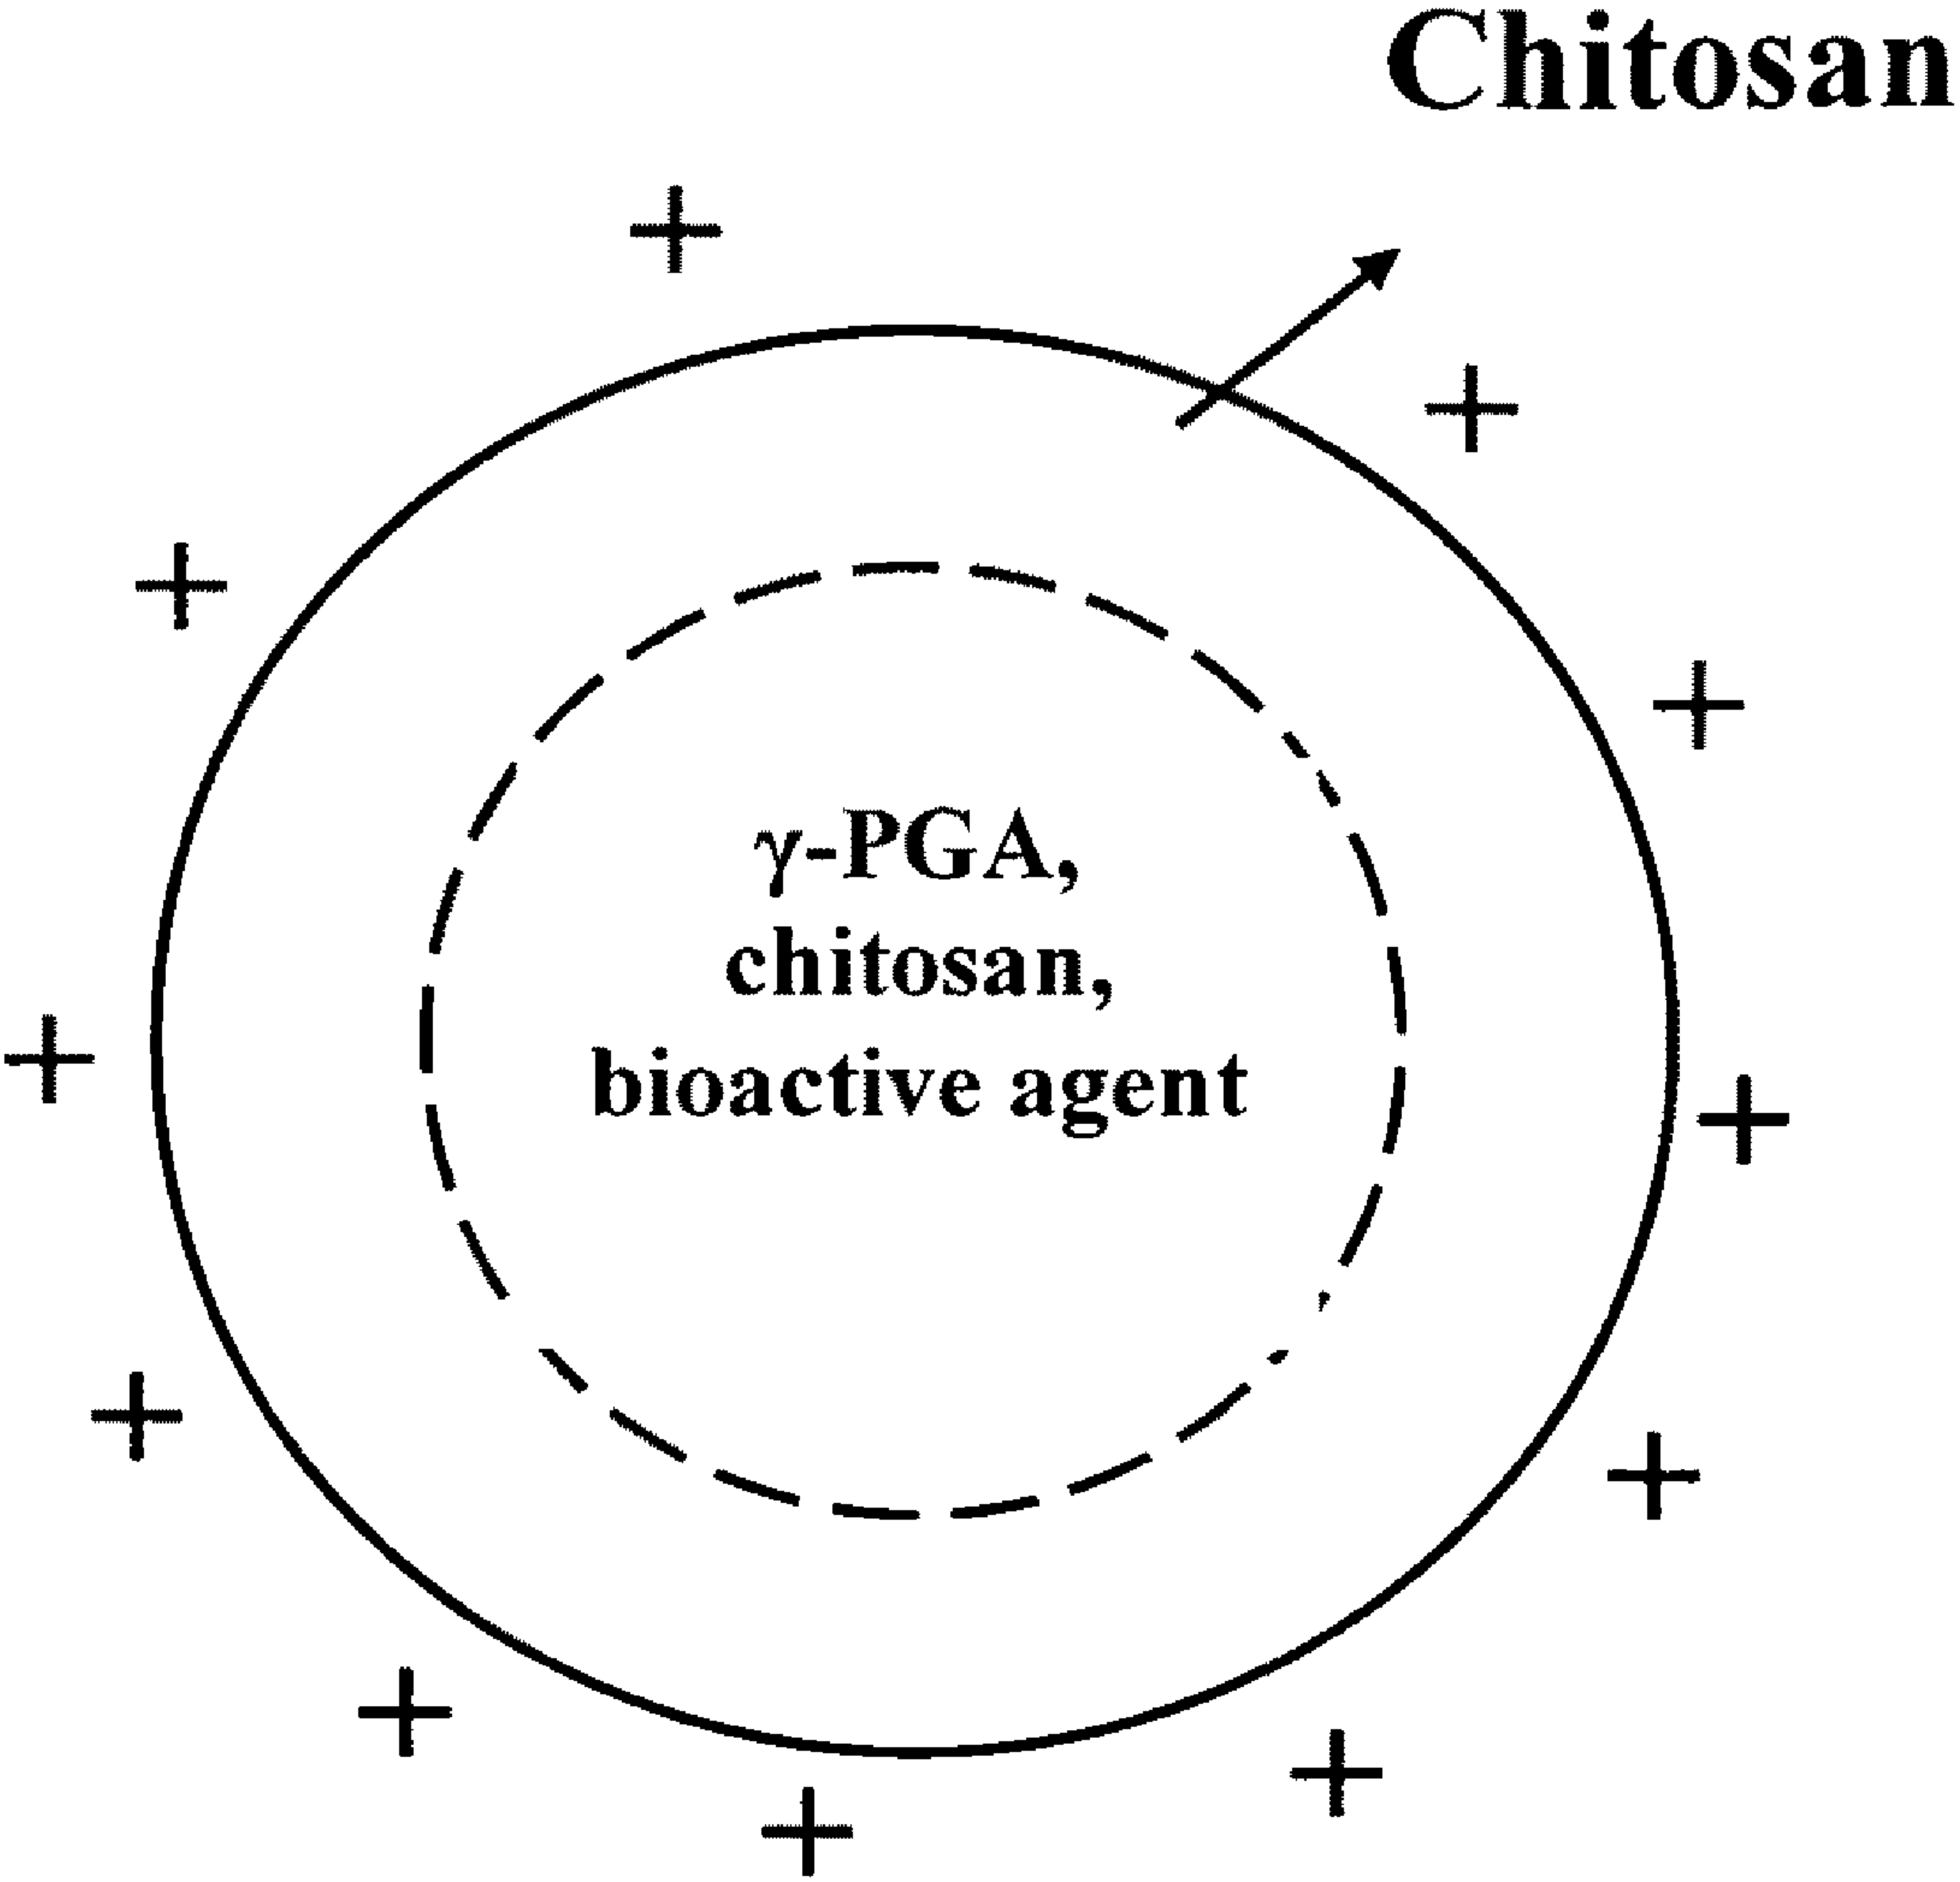 Chitosan
+
+
+
+
γ-PGA,
chitosan,
bioactive agent
+
+
+
+
+
+
+